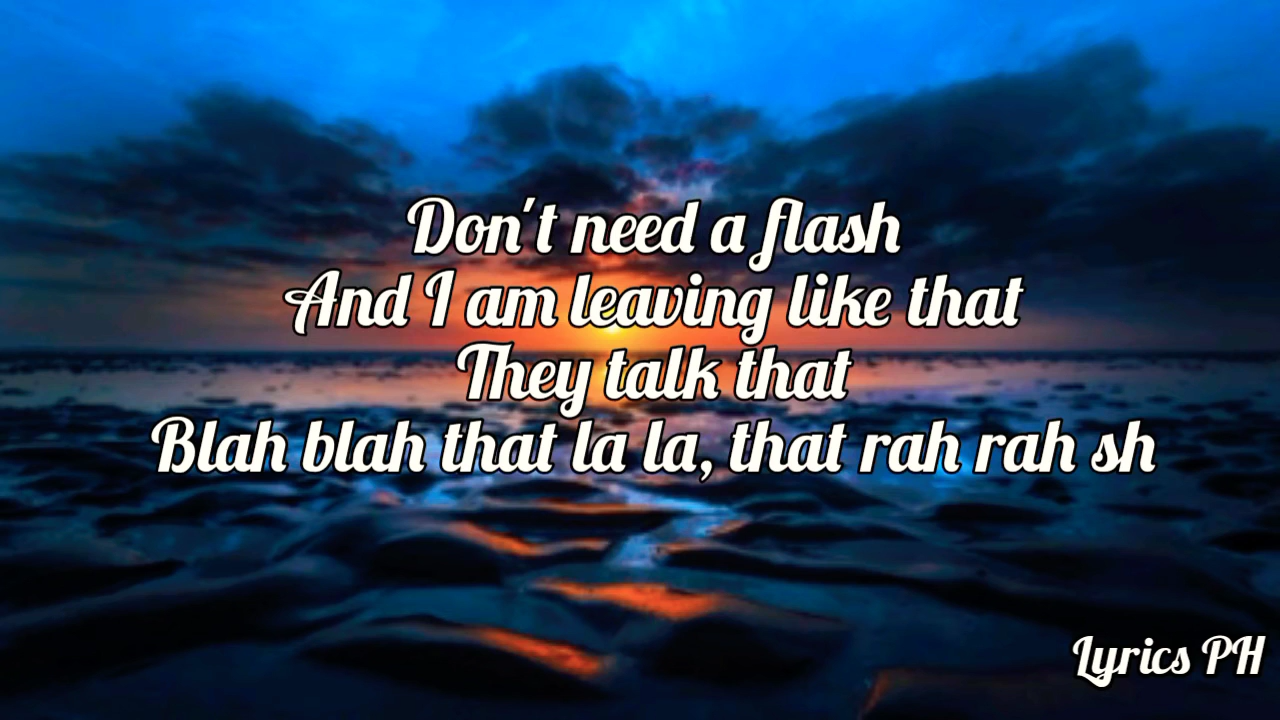 Don't need a flash
And I am leaving like that
They talk that
Blah blah that la la, that rah rah sh
Lyrics PH